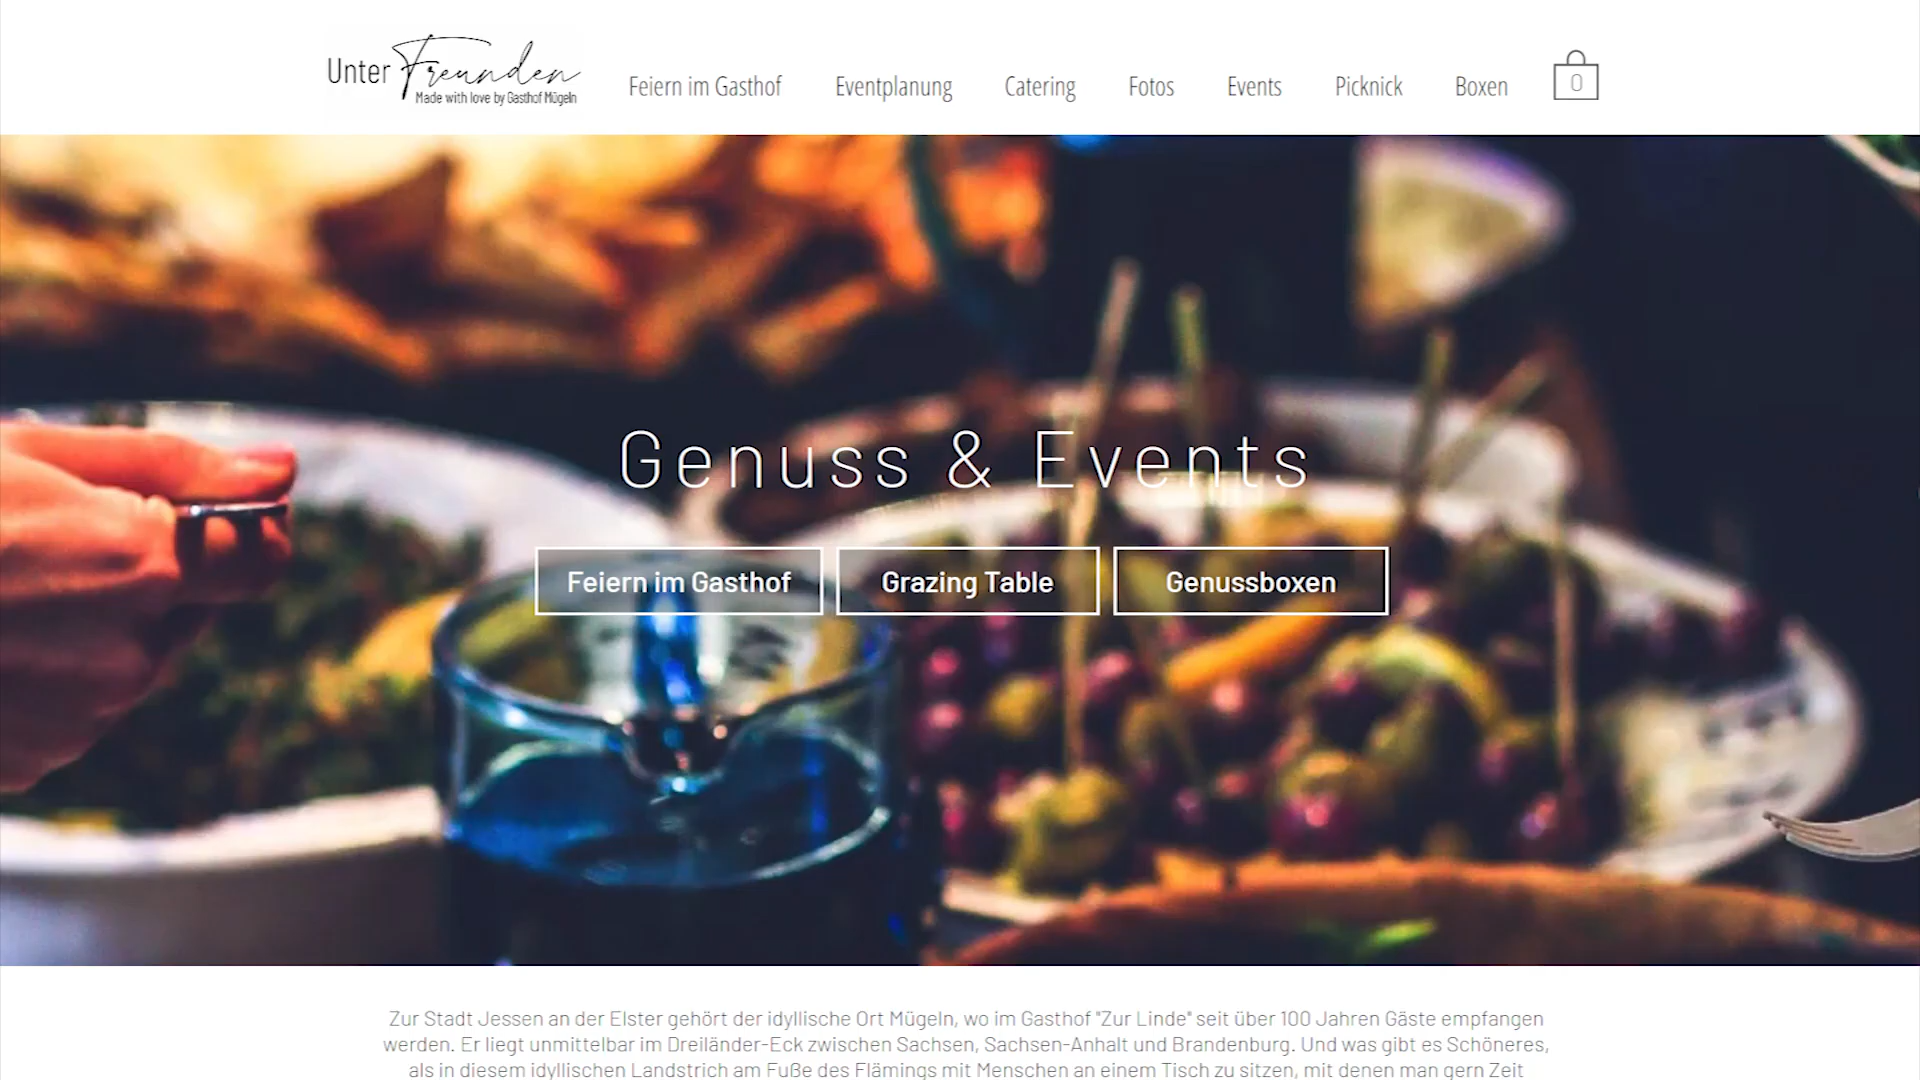 Unter Freunden
Made with love by Gasthof Mügeln
Feiern im Gasthof
Eventplanung
Catering
Fotos
Events
Picknick
Boxen
0
Genuss & Events
Feiern im Gasthof
Grazing Table
Genussboxen
Zur Stadt Jessen an der Elster gehört der idyllische Ort Mügeln, wo im Gasthof "Zur Linde" seit über 100 Jahren Gäste empfangen
werden. Er liegt unmittelbar im Dreiländer-Eck zwischen Sachsen, Sachsen-Anhalt und Brandenburg. Und was gibt es Schöneres,
als in diesem idyllischen Landstrich am Fuße des Flämings mit Menschen an einem Tisch zu sitzen, mit denen man gern Zeit